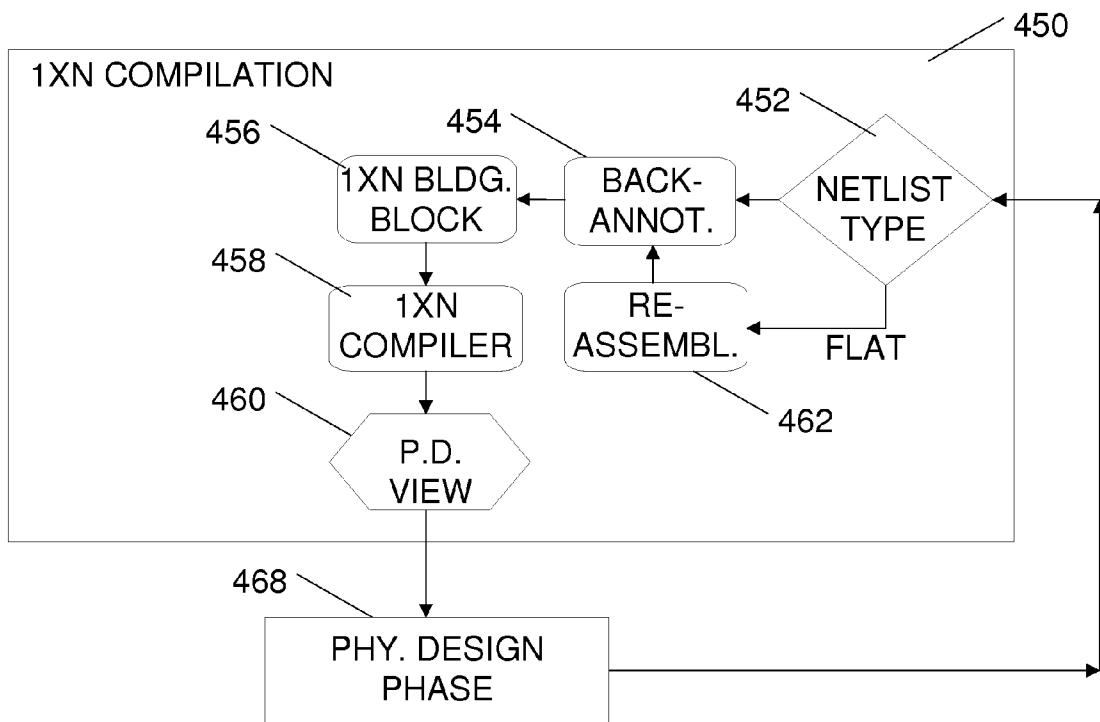 450
1XN COMPILATION
452
454
456
1XN BLDG.
BLOCK
BACK-
ANNOT.
NETLIST
TYPE
458
1XN
COMPILER
RE-
ASSEMBL.
FLAT
460
462
P.D.
VIEW
468
PHY. DESIGN
PHASE